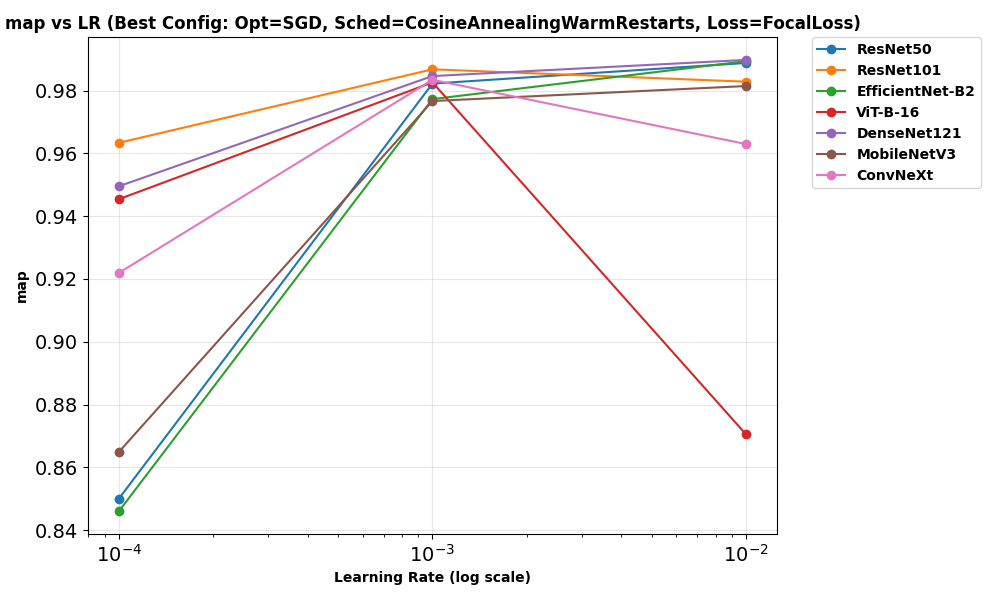 map vs LR (Best Config: Opt=SGD, Sched=CosineAnnealingWarmRestarts, Loss=FocalLoss)
ResNet50
ResNet101
EfficientNet-B2
ViT-B-16
DenseNet121
MobileNetV3
ConvNeXt
map
0.98
0.96
0.94
0.92
0.90
0.88
0.86
0.84
10⁻⁴ 10⁻³ 10⁻²
Learning Rate (log scale)